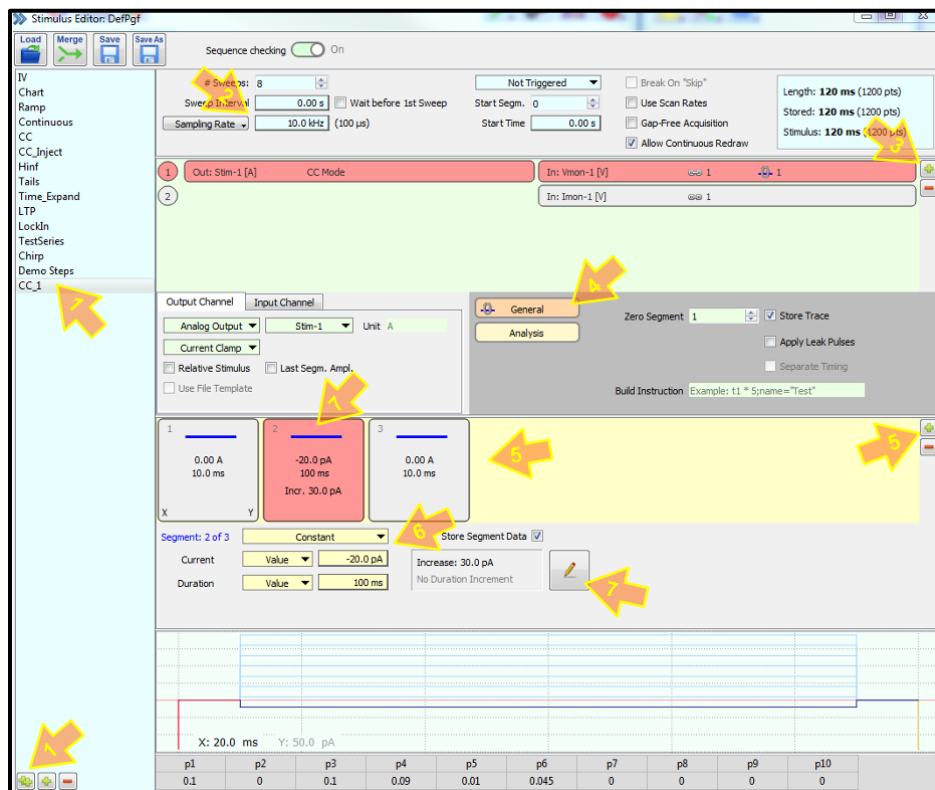 Stimulus Editor: DefPgf
Load Merge Save Save As
Sequence checking On
IV
Chart
Ramp
Continuous
CC
CC_Inject
Hinf
Tails
Time_Expand
LTP
LockIn
TestSeries
Chirp
Demo Steps
CC_1
# Sweeps: 8
Sweep Interval 0.00 s Wait before 1st Sweep
Sampling Rate 10.0 kHz (100 µs)
Not Triggered
Start Segm. 0
Start Time 0.00 s
Break On "Skip"
Use Scan Rates
Gap-Free Acquisition
Allow Continuous Redraw
Length: 120 ms (1200 pts)
Stored: 120 ms (1200 pts)
Stimulus: 120 ms (1200 pts)
3
1 Out: Stim-1 [A] CC Mode In: Vmon-1 [V] 1 1
2 In: Imon-1 [V] 1
1
Output Channel Input Channel
Analog Output Stim-1 Unit A
Current Clamp
Relative Stimulus Last Segm. Ampl.
Use File Template
4
General
Analysis
Zero Segment 1 Store Trace
Apply Leak Pulses
Separate Timing
Build Instruction Example: t1 * 5;name="Test"
1 2 3
0.00 A -20.0 pA 0.00 A
10.0 ms 100 ms 10.0 ms
Incr. 30.0 pA
X Y
5
5
Segment: 2 of 3 Constant 6 Store Segment Data
Current Value -20.0 pA
Duration Value 100 ms
Increase: 30.0 pA
No Duration Increment
7
X: 20.0 ms Y: 50.0 pA
1
p1 p2 p3 p4 p5 p6 p7 p8 p9 p10
0.1 0 0.1 0.09 0.01 0.045 0 0 0 0